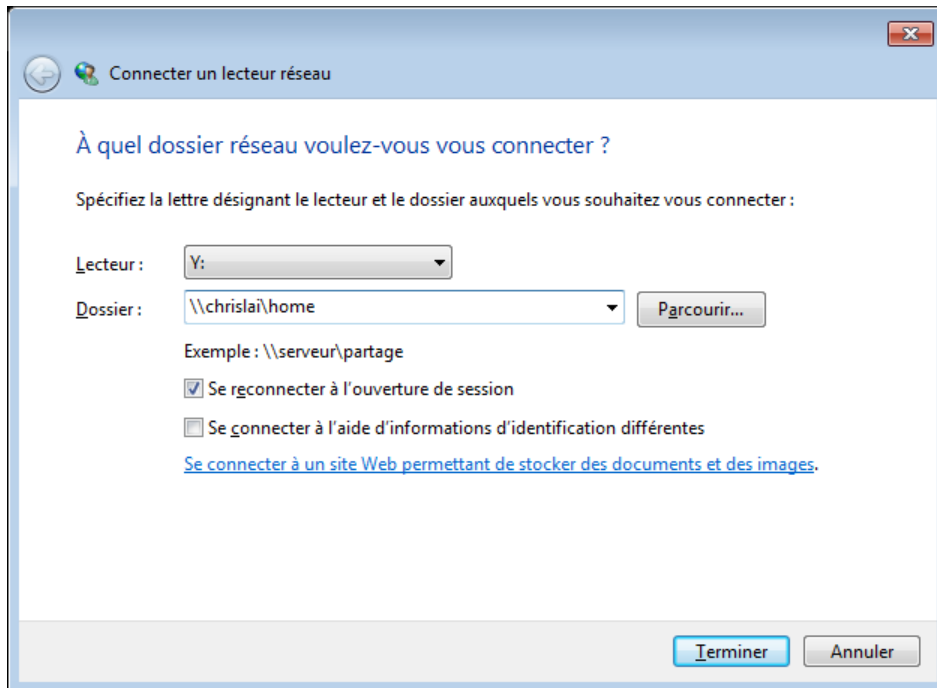 Connecter un lecteur réseau
À quel dossier réseau voulez-vous vous connecter ?
Spécifiez la lettre désignant le lecteur et le dossier auxquels vous souhaitez vous connecter :
Lecteur : Y:
Dossier : \\chrislai\home Parcourir...
Exemple : \\serveur\partage
Se reconnecter à l'ouverture de session
Se connecter à l'aide d'informations d'identification différentes
Se connecter à un site Web permettant de stocker des documents et des images.
Terminer Annuler